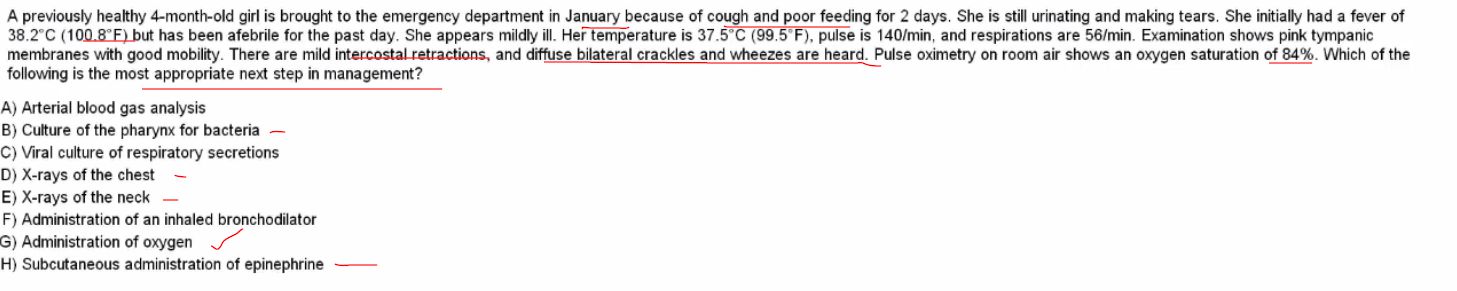 A previously healthy 4-month-old girl is brought to the emergency department in January because of cough and poor feeding for 2 days. She is still urinating and making tears. She initially had a fever of
38.2°C (100.8°F) but has been afebrile for the past day. She appears mildly ill. Her temperature is 37.5°C (99.5°F), pulse is 140/min, and respirations are 56/min. Examination shows pink tympanic
membranes with good mobility. There are mild intercostal retractions, and diffuse bilateral crackles and wheezes are heard. Pulse oximetry on room air shows an oxygen saturation of 84%. Which of the
following is the most appropriate next step in management?
A) Arterial blood gas analysis
B) Culture of the pharynx for bacteria
C) Viral culture of respiratory secretions
D) X-rays of the chest
E) X-rays of the neck
F) Administration of an inhaled bronchodilator
G) Administration of oxygen
H) Subcutaneous administration of epinephrine